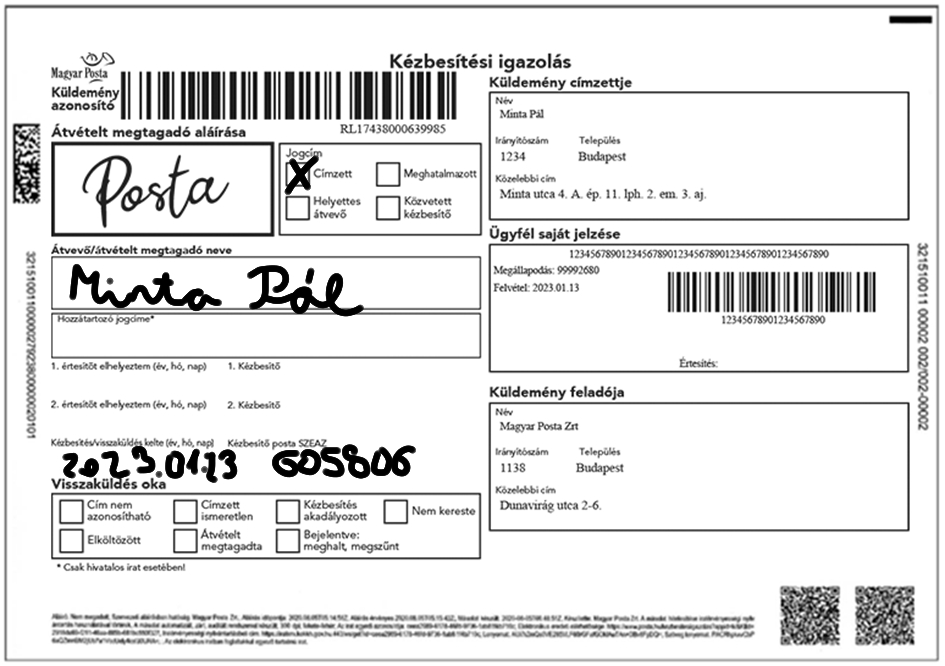 Kézbesítési igazolás
Magyar Posta
Küldemény azonosító
RL17438000639985
Átvételt megtagadó aláírása
Posta
Jogcím
X Címzett
Meghatalmazott
Helyettes átvevő
Közvetett kézbesítő
Átvevő/átvételt megtagadó neve
Minta Pál
Hozzátartozó jogcíme*
1. értesítőt elhelyeztem (év, hó, nap) 1. Kézbesítő
2. értesítőt elhelyeztem (év, hó, nap) 2. Kézbesítő
Kézbesítés/visszaküldés kelte (év, hó, nap) Kézbesítő posta SZEAZ
2023.01.13 605806
Visszaküldés oka
Cím nem azonosítható
Címzett ismeretlen
Kézbesítés akadályozott
Nem kereste
Elköltözött
Átvételt megtagadta
Bejelentve: meghalt, megszűnt
* Csak hivatalos irat esetében!
Küldemény címzettje
Név
Minta Pál
Irányítószám Település
1234 Budapest
Közelebbi cím
Minta utca 4. A. ép. 11. lph. 2. em. 3. aj.
Ügyfél saját jelzése
1234567890123456789012345678901234567890
Megállapodás: 99992680
Felvétel: 2023.01.13
12345678901234567890
Értesítés:
Küldemény feladója
Név
Magyar Posta Zrt
Irányítószám Település
1138 Budapest
Közelebbi cím
Dunavirág utca 2-6.
321510011 00002 002/002-00002